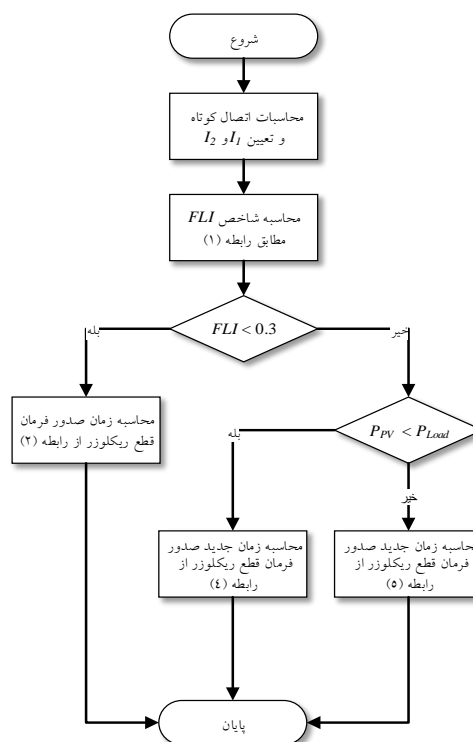 شروع
محاسبات اتصال کوتاه
و تعیین I1 و I2
محاسبه شاخص FLI
مطابق رابطه (۱)
FLI < 0.3
بله
خیر
محاسبه زمان صدور فرمان
قطع ریکلوزر از رابطه (۲)
PPV < PLoad
بله
خیر
محاسبه زمان جدید صدور
فرمان قطع ریکلوزر از
رابطه (٤)
محاسبه زمان جدید صدور
فرمان قطع ریکلوزر از
رابطه (٥)
پایان